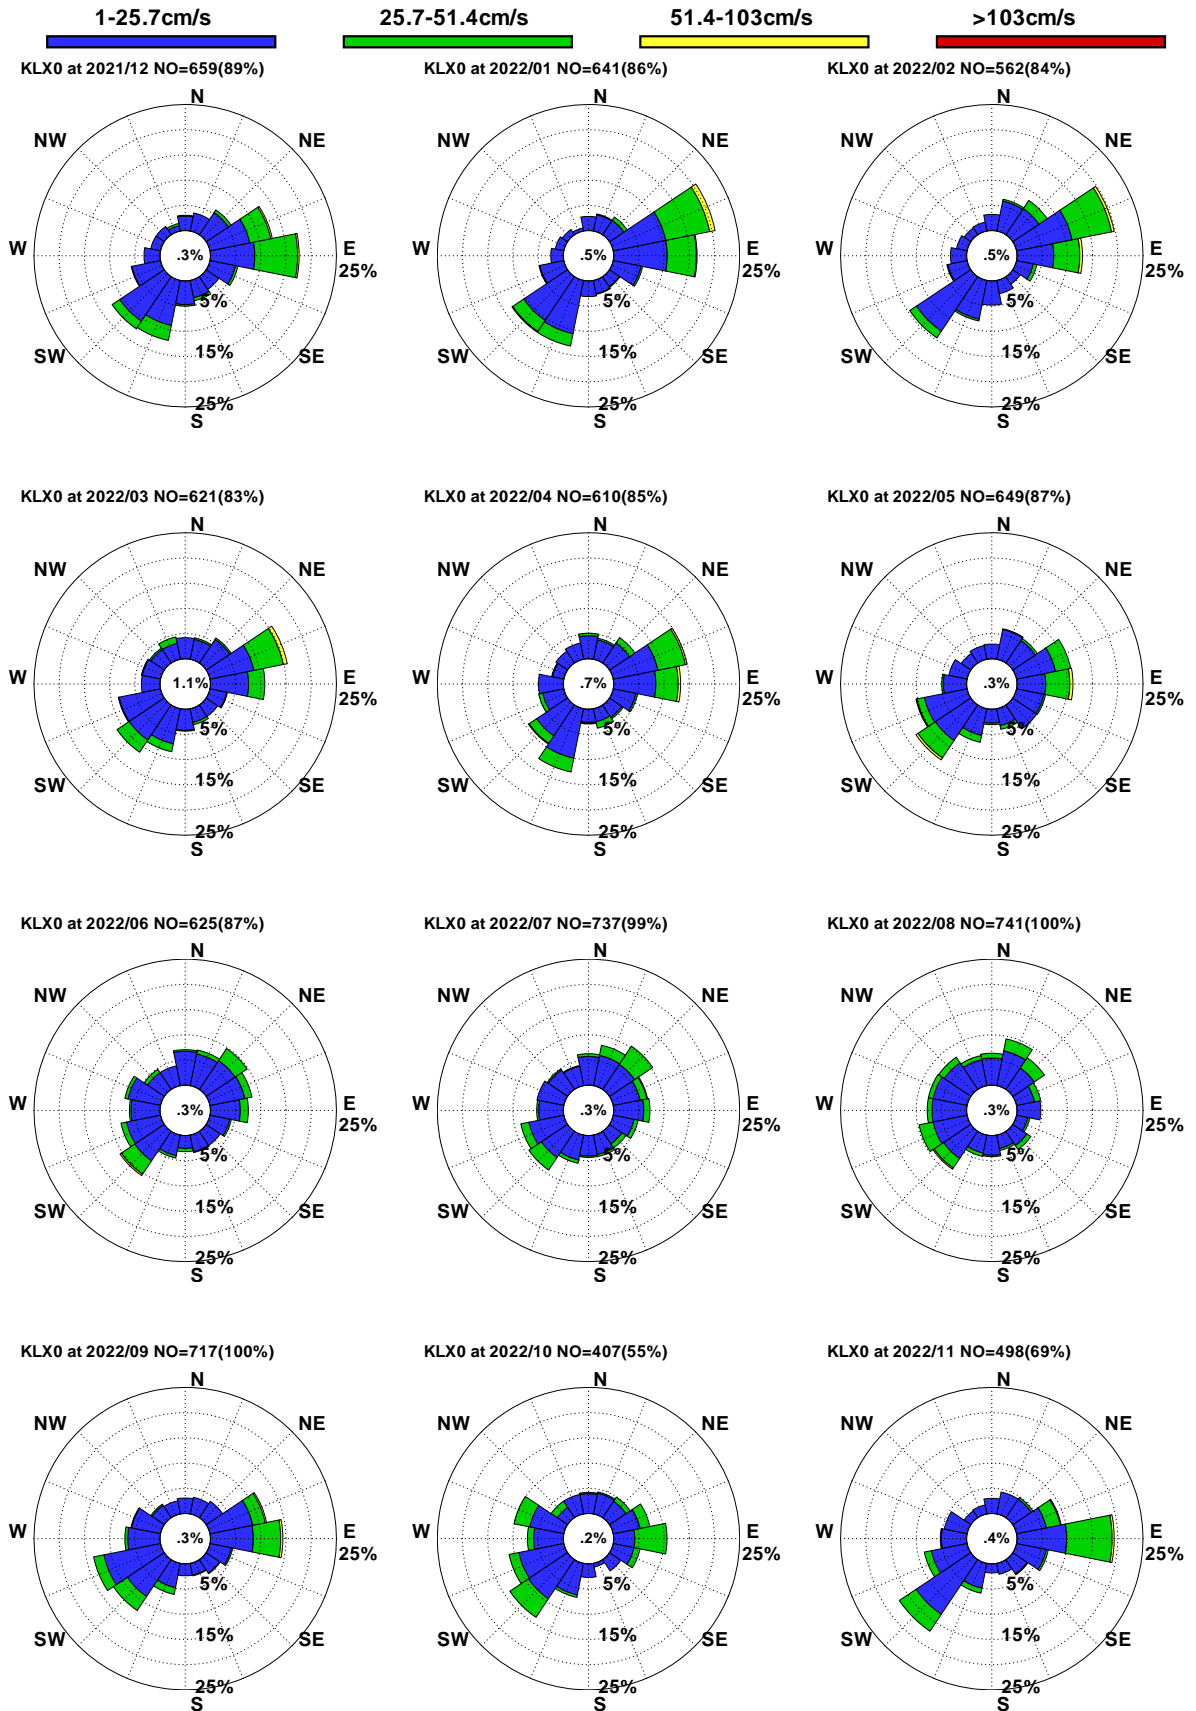 1-25.7cm/s 25.7-51.4cm/s 51.4-103cm/s >103cm/s
KLX0 at 2021/12 NO=659(89%) KLX0 at 2022/01 NO=641(86%) KLX0 at 2022/02 NO=562(84%)
N N N
NW NE NW NE NW NE
W .3% E W .5% E W .5% E
25% 25% 25%
5% 5% 5%
SW 15% SE SW 15% SE SW 15% SE
25% 25% 25%
S S S
KLX0 at 2022/03 NO=621(83%) KLX0 at 2022/04 NO=610(85%) KLX0 at 2022/05 NO=649(87%)
N N N
NW NE NW NE NW NE
W 1.1% E W .7% E W .3% E
25% 25% 25%
5% 5% 5%
SW 15% SE SW 15% SE SW 15% SE
25% 25% 25%
S S S
KLX0 at 2022/06 NO=625(87%) KLX0 at 2022/07 NO=737(99%) KLX0 at 2022/08 NO=741(100%)
N N N
NW NE NW NE NW NE
W .3% E W .3% E W .3% E
25% 25% 25%
5% 5% 5%
SW 15% SE SW 15% SE SW 15% SE
25% 25% 25%
S S S
KLX0 at 2022/09 NO=717(100%) KLX0 at 2022/10 NO=407(55%) KLX0 at 2022/11 NO=498(69%)
N N N
NW NE NW NE NW NE
W .3% E W .2% E W .4% E
25% 25% 25%
5% 5% 5%
SW 15% SE SW 15% SE SW 15% SE
25% 25% 25%
S S S